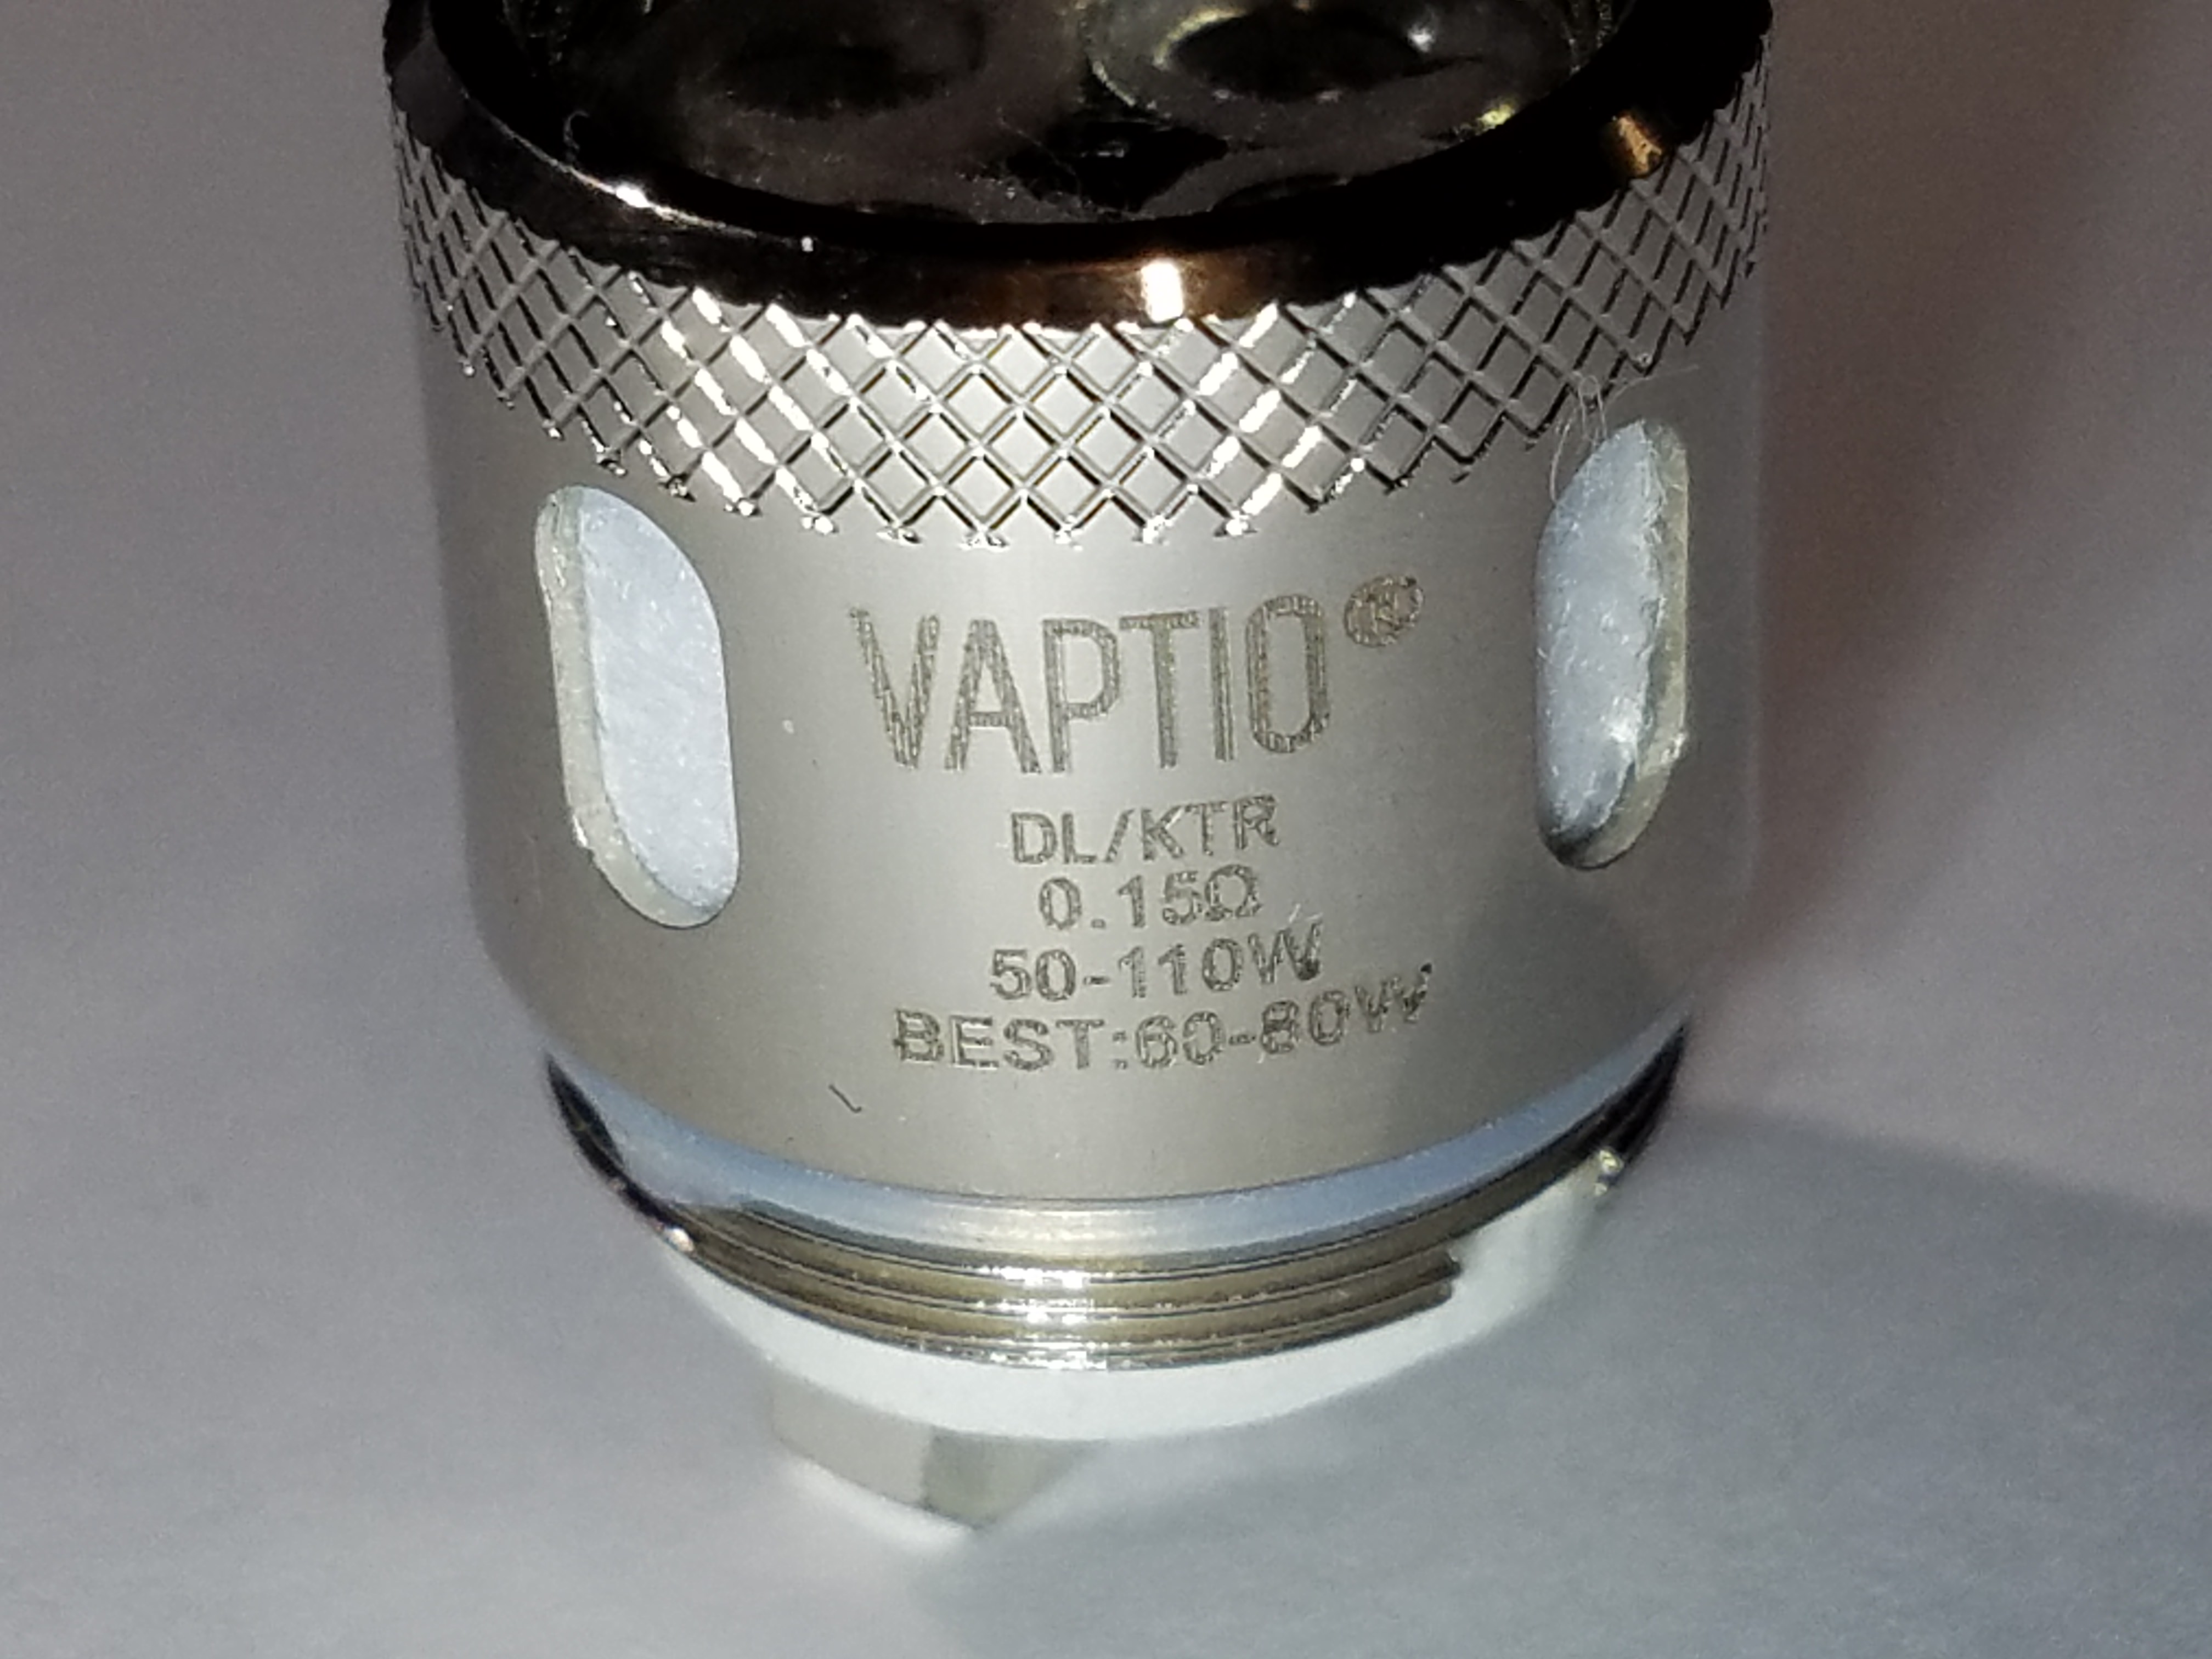 VAPTIO®
DL/KTR
0.15Ω
50-110W
BEST:60-80W